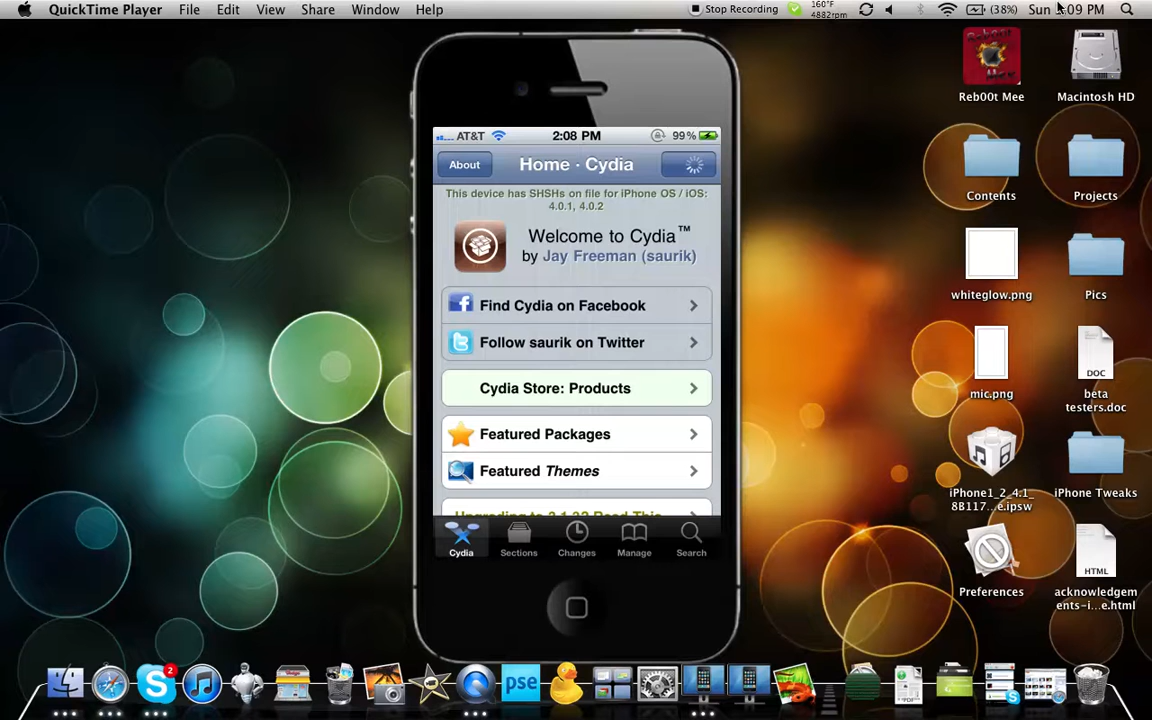 QuickTime Player File Edit View Share Window Help
Stop Recording 160°F 4882rpm (38%)
Reb00t Mee
Macintosh HD
Contents
Projects
whiteglow.png
Pics
mic.png
beta
testers.doc
iPhone1_2_4.1_
8B117...e.ipsw
iPhone Tweaks
Preferences
acknowledgem
ents-i...e.html
DOC
HTML
AT&T 2:08 PM 99%
About Home · Cydia
This device has SHSHs on file for iPhone OS / iOS:
4.0.1, 4.0.2
Welcome to Cydia™
by Jay Freeman (saurik)
Find Cydia on Facebook
Follow saurik on Twitter
Cydia Store: Products
Featured Packages
Featured Themes
Cydia Sections Changes Manage Search
2
pse